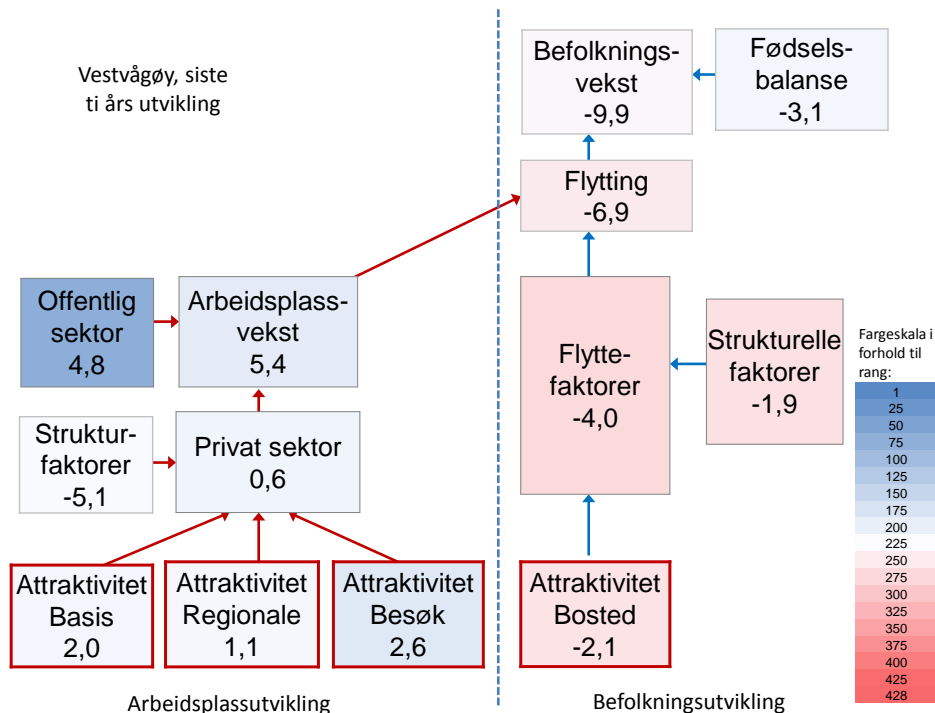 Vestvågøy, siste
ti års utvikling
Befolknings-
vekst
-9,9
Fødsels-
balanse
-3,1
Flytting
-6,9
Offentlig
sektor
4,8
Arbeidsplass-
vekst
5,4
Flytte-
faktorer
-4,0
Strukturelle
faktorer
-1,9
Struktur-
faktorer
-5,1
Privat sektor
0,6
Attraktivitet
Basis
2,0
Attraktivitet
Regionale
1,1
Attraktivitet
Besøk
2,6
Attraktivitet
Bosted
-2,1
Arbeidsplassutvikling
Befolkningsutvikling
Fargeskala i
forhold til
rang:
1
25
50
75
100
125
150
175
200
225
250
275
300
325
350
375
400
425
428